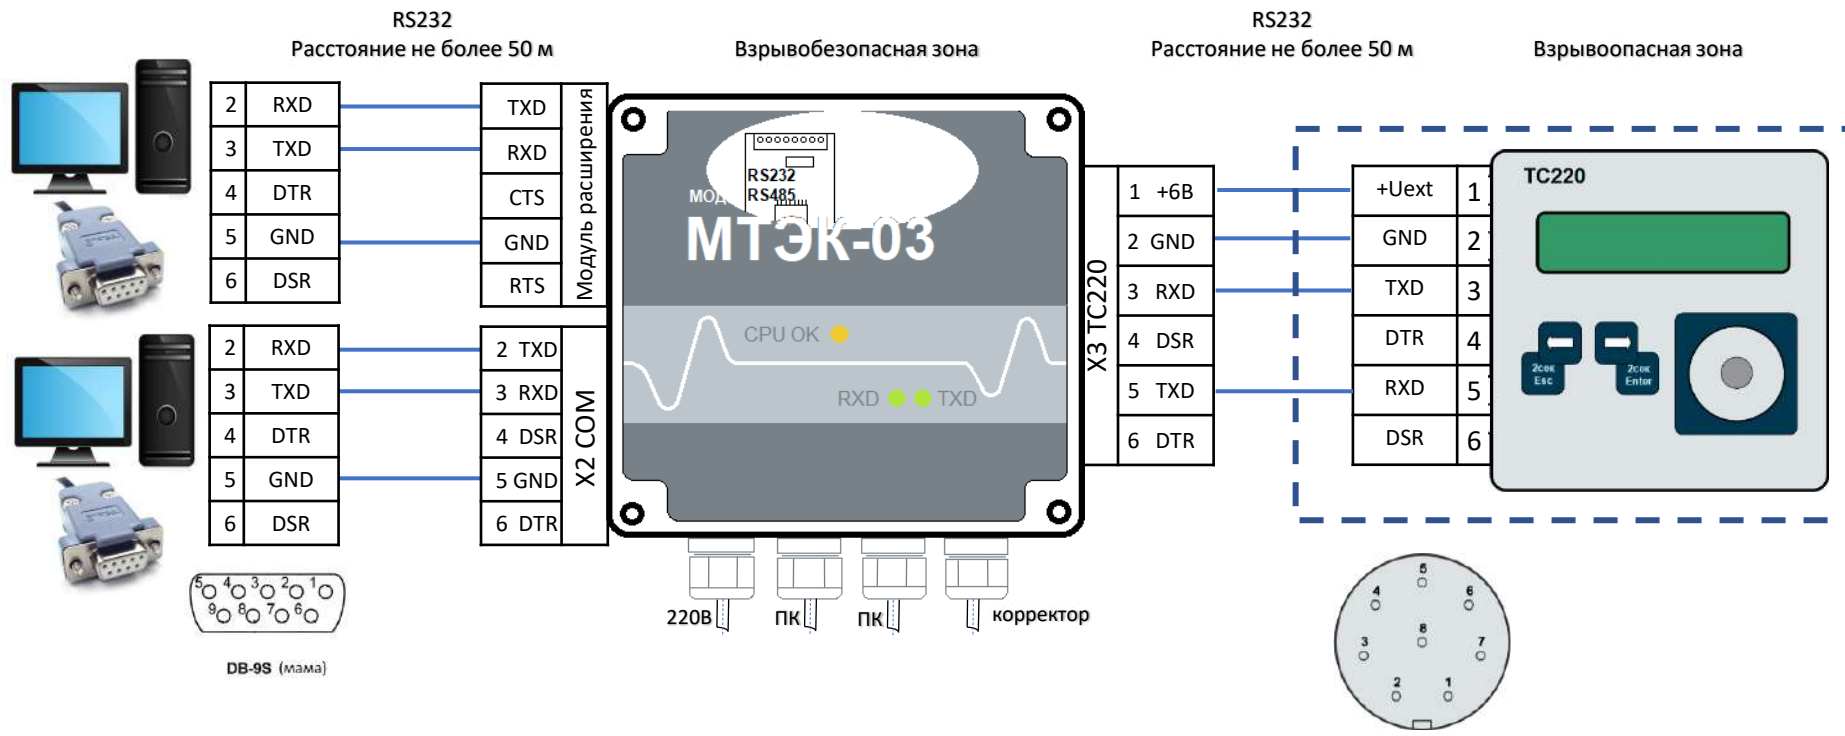 RS232
Расстояние не более 50 м
Взрывобезопасная зона
RS232
Расстояние не более 50 м
Взрывоопасная зона
2 RXD
3 TXD
4 DTR
5 GND
6 DSR
TXD
RXD
CTS
GND
RTS
Модуль расширения
2 RXD
3 TXD
4 DTR
5 GND
6 DSR
2 TXD
3 RXD
4 DSR
5 GND
6 DTR
X2 COM
RS232
RS485
МОД
МТЭК-03
CPU OK
RXD TXD
X3 TC220
1 +6В
2 GND
3 RXD
4 DSR
5 TXD
6 DTR
+Uext 1
GND 2
TXD 3
DTR 4
RXD 5
DSR 6
TC220
2сек
Esc
2сек
Enter
220В
ПК
ПК
корректор
5 4 3 2 1
9 8 7 6
DB-9S (мама)
5
4 6
8
3 7
2 1